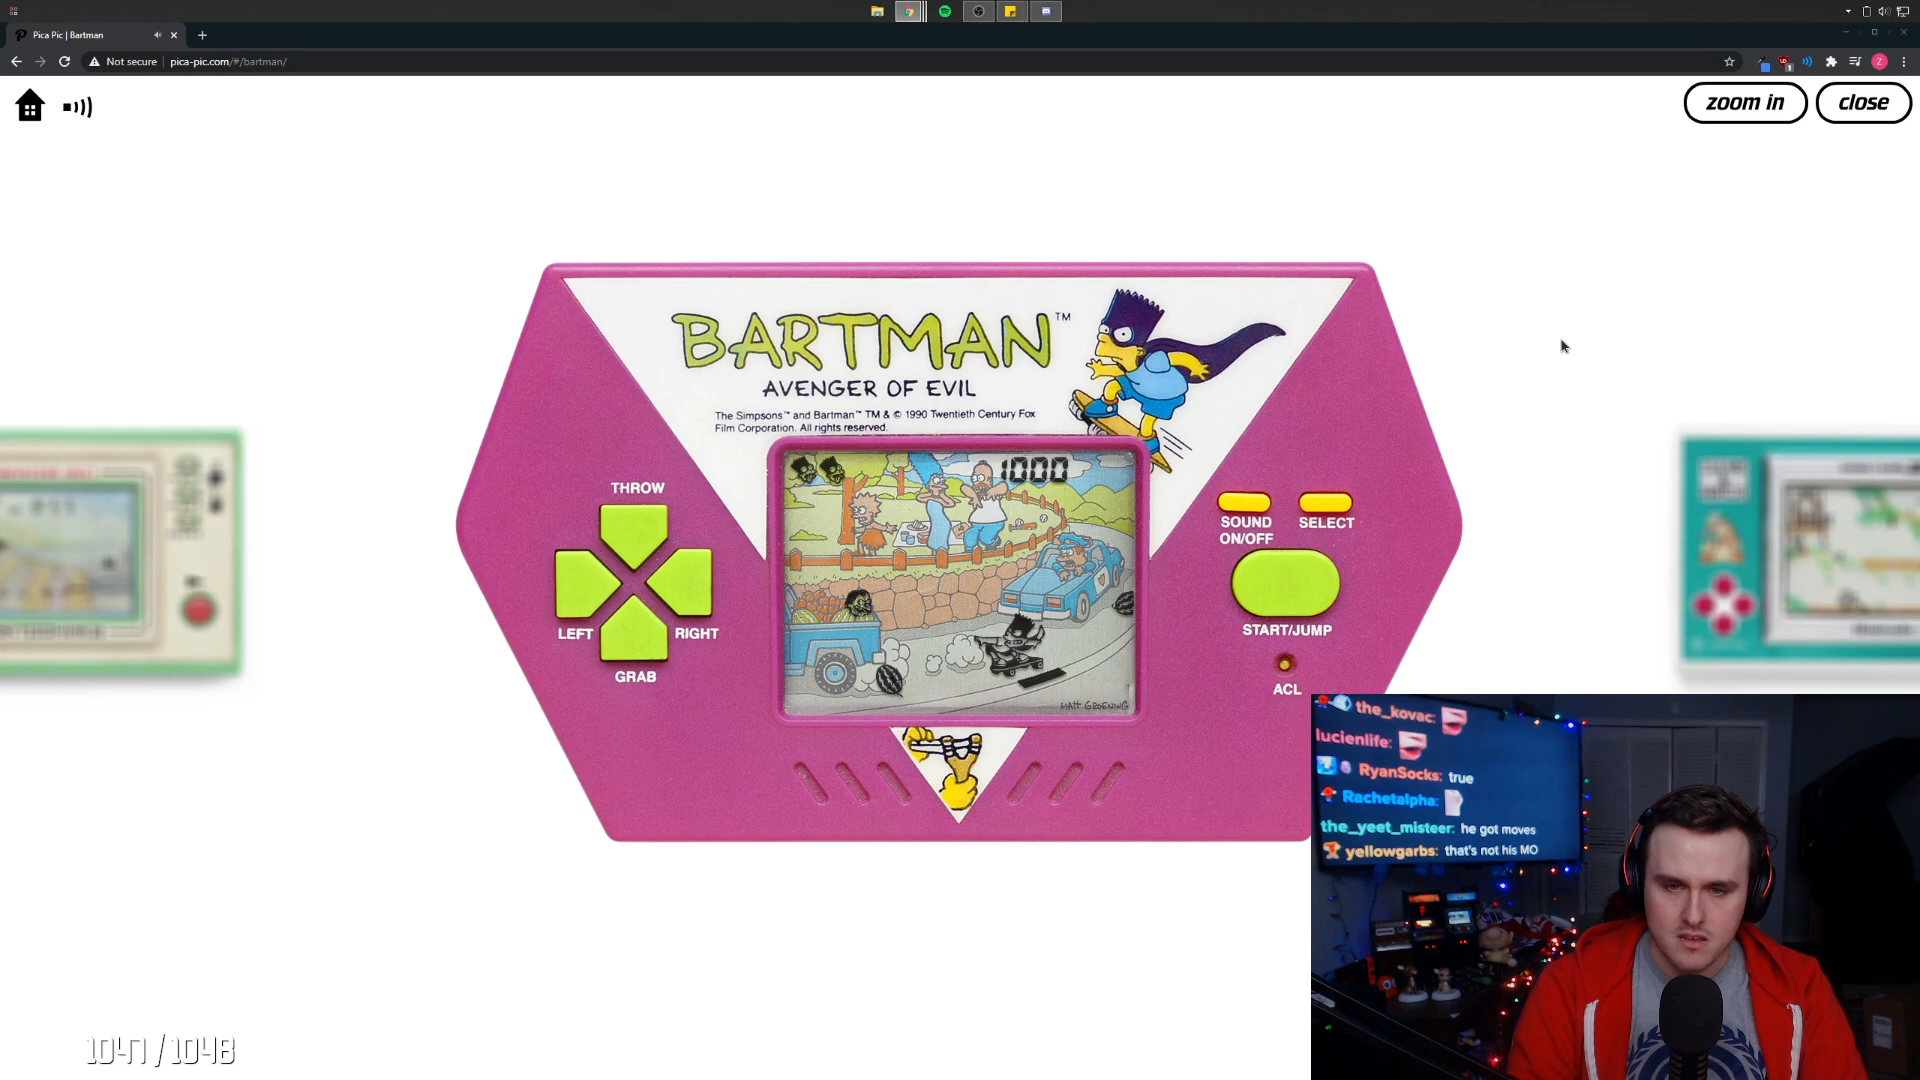 Pica Pic | Bartman
Not secure
pica-pic.com/#/bartman/
zoom in
close
BARTMAN™
AVENGER OF EVIL
The Simpsons™ and Bartman™ TM & © 1990 Twentieth Century Fox
Film Corporation. All rights reserved.
1000
THROW
LEFT
RIGHT
GRAB
SOUND
ON/OFF
SELECT
START/JUMP
ACL
MATT GROENING
the_kovac:
lucienlife:
RyanSocks: true
Rachetalpha:
the_yeet_misteer: he got moves
yellowgarbs: that's not his MO
1047/1048